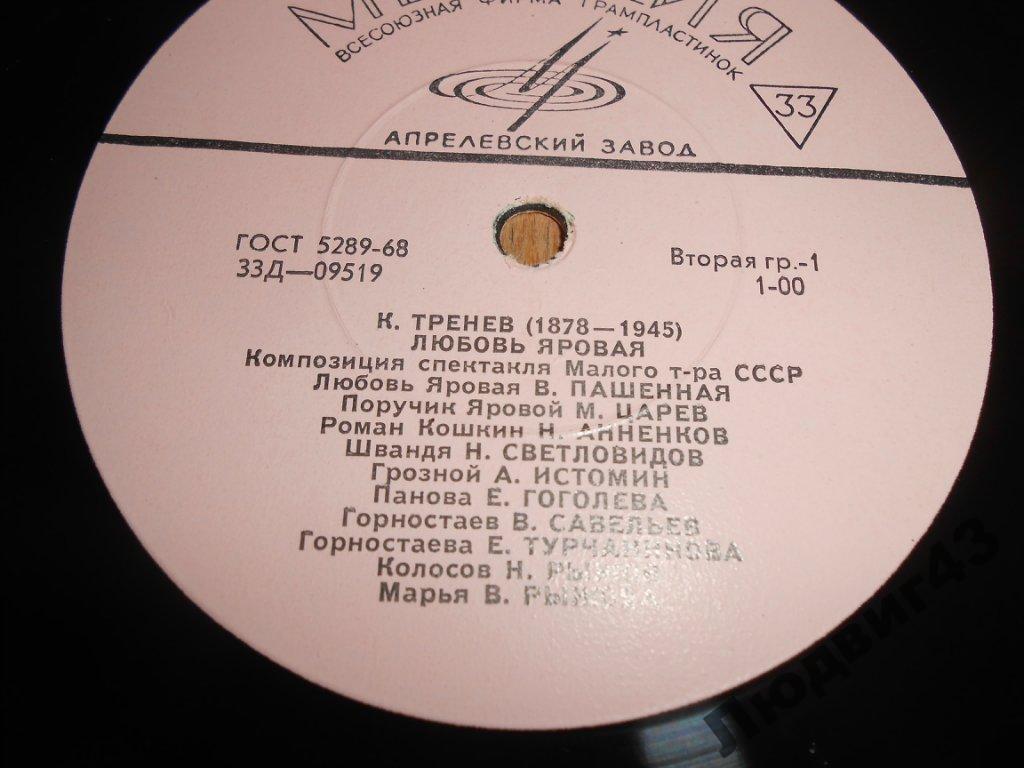 ВСЕСОЮЗНАЯ ФИРМА ГРАМПЛАСТИНОК
33
АПРЕЛЕВСКИЙ ЗАВОД
ГОСТ 5289-68
33Д—09519
Вторая гр.-1
1-00
К. ТРЕНЕВ (1878—1945)
ЛЮБОВЬ ЯРОВАЯ
Композиция спектакля Малого т-ра СССР
Любовь Яровая В. ПАШЕННАЯ
Поручик Яровой М. ЦАРЕВ
Роман Кошкин Н. АННЕНКОВ
Швандя Н. СВЕТЛОВИДОВ
Грозной А. ИСТОМИН
Панова Е. ГОГОЛЕВА
Горностаев В. САВЕЛЬЕВ
Горностаева Е. ТУРЧАНИНОВА
Колосов Н.
Марья В. РЫЖОВА
Людвиг43